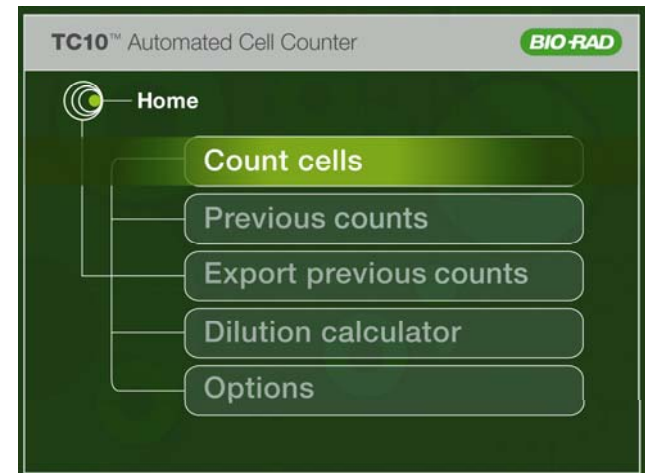 TC10™ Automated Cell Counter
BIO-RAD
Home
Count cells
Previous counts
Export previous counts
Dilution calculator
Options